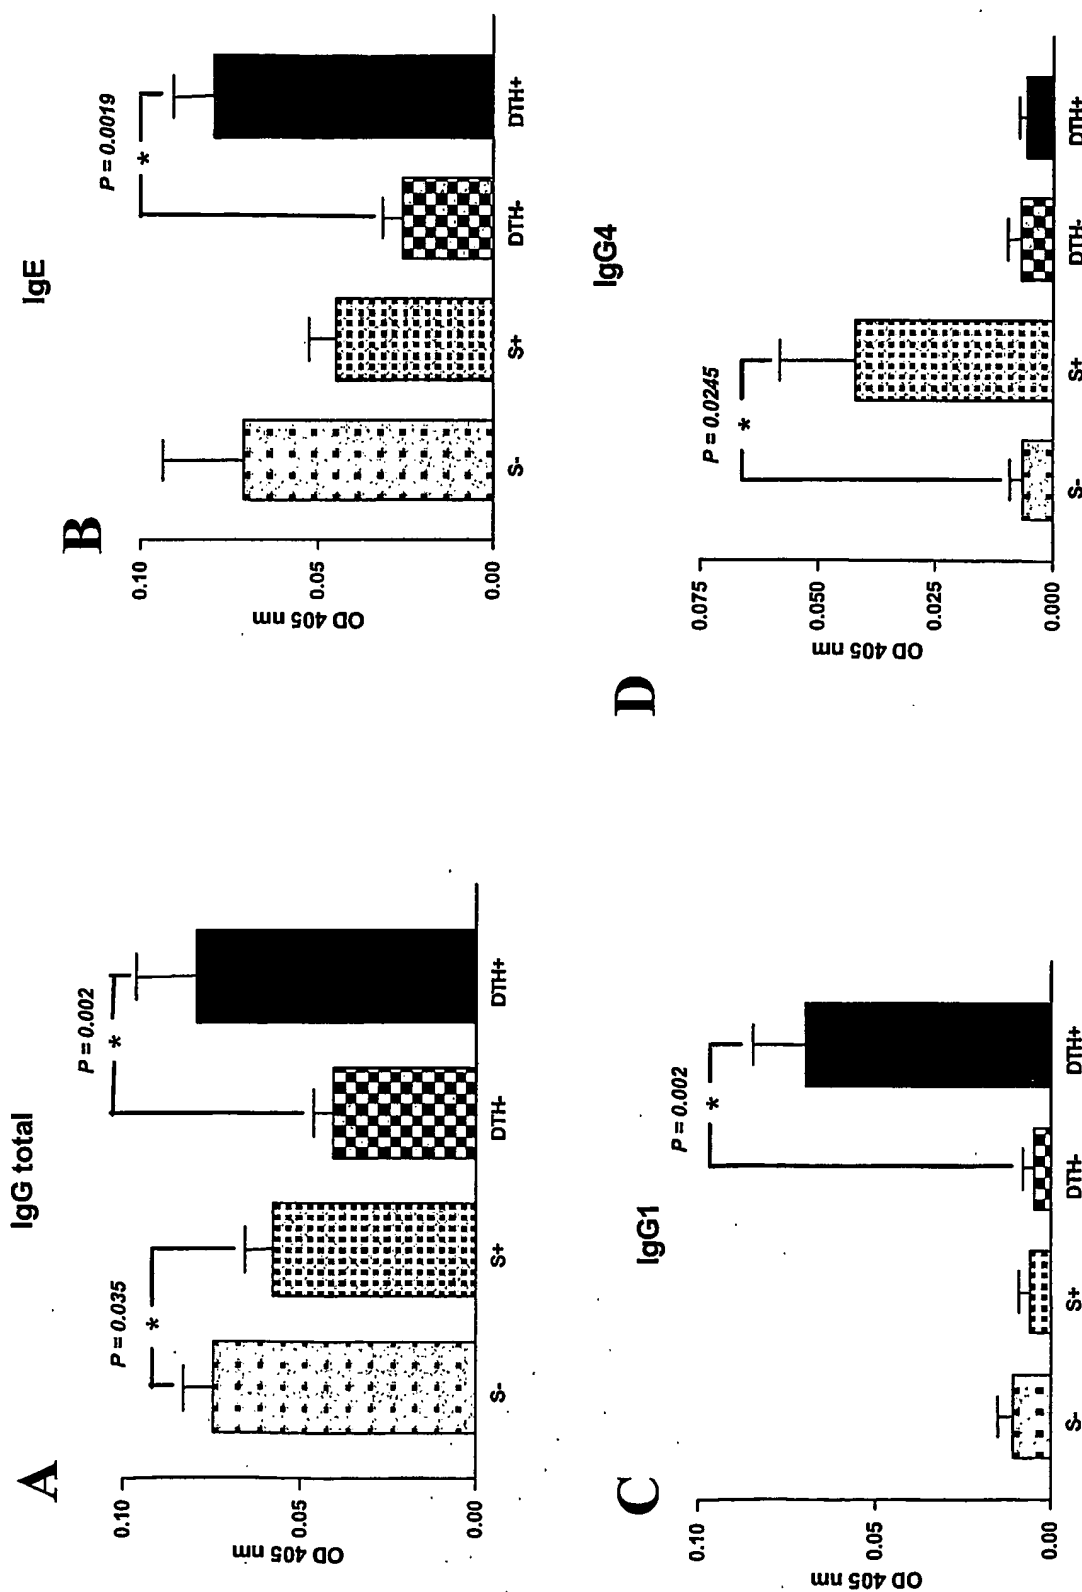 A
IgG total
P = 0.035
*
P = 0.002
*
OD 405 nm
0.10
0.05
0.00
S-
S+
DTH-
DTH+
B
IgE
P = 0.0019
*
OD 405 nm
0.10
0.05
0.00
S-
S+
DTH-
DTH+
C
IgG1
P = 0.002
*
OD 405 nm
0.10
0.05
0.00
S-
S+
DTH-
DTH+
D
IgG4
P = 0.0245
*
OD 405 nm
0.075
0.050
0.025
0.000
S-
S+
DTH-
DTH+